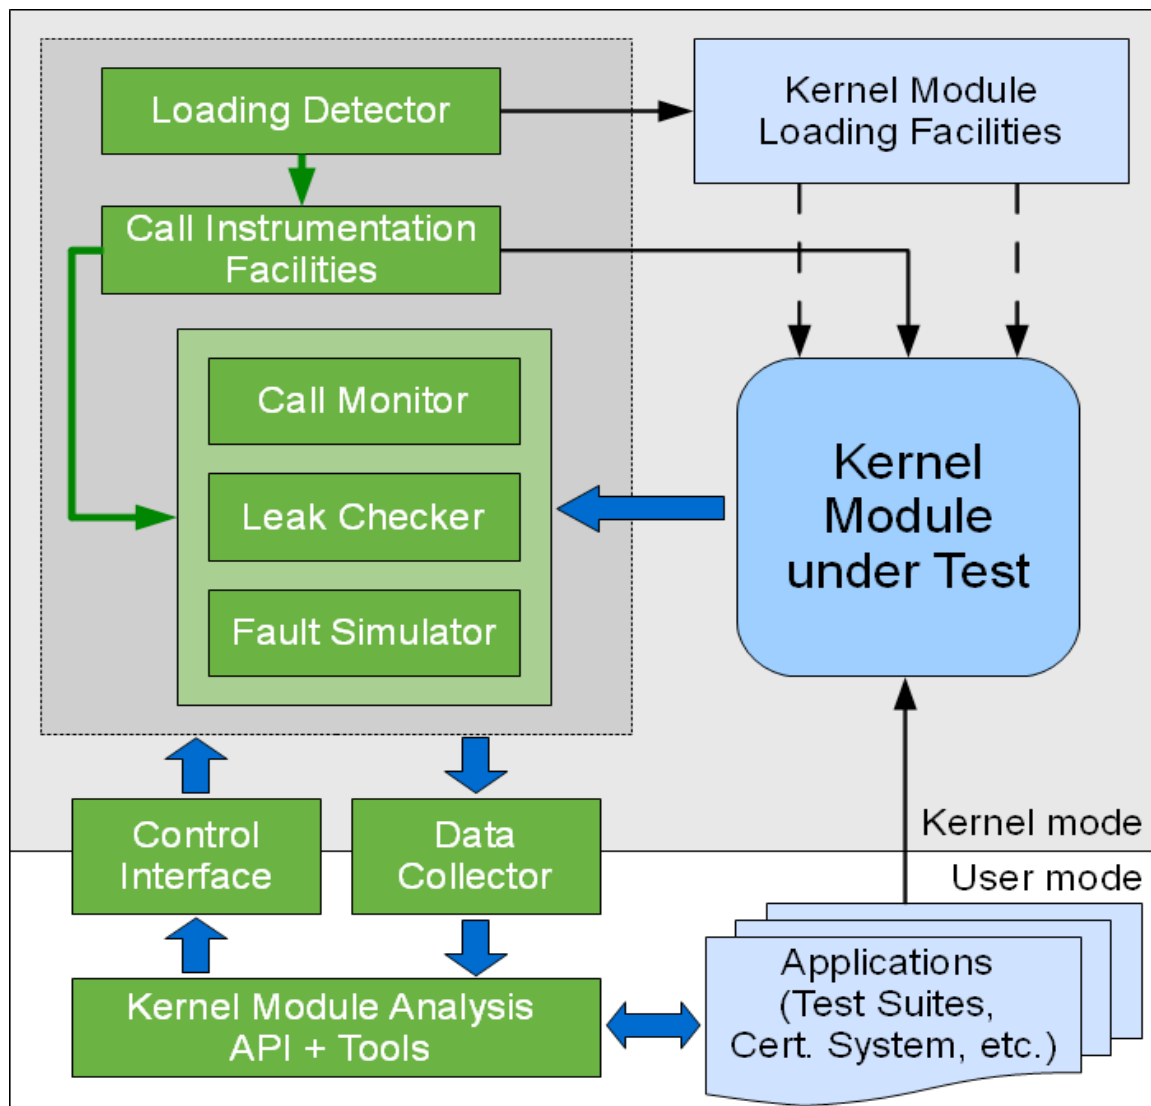 Loading Detector
Kernel Module
Loading Facilities
Call Instrumentation
Facilities
Call Monitor
Leak Checker
Fault Simulator
Kernel
Module
under Test
Control
Interface
Data
Collector
Kernel mode
User mode
Kernel Module Analysis
API + Tools
Applications
(Test Suites,
Cert. System, etc.)